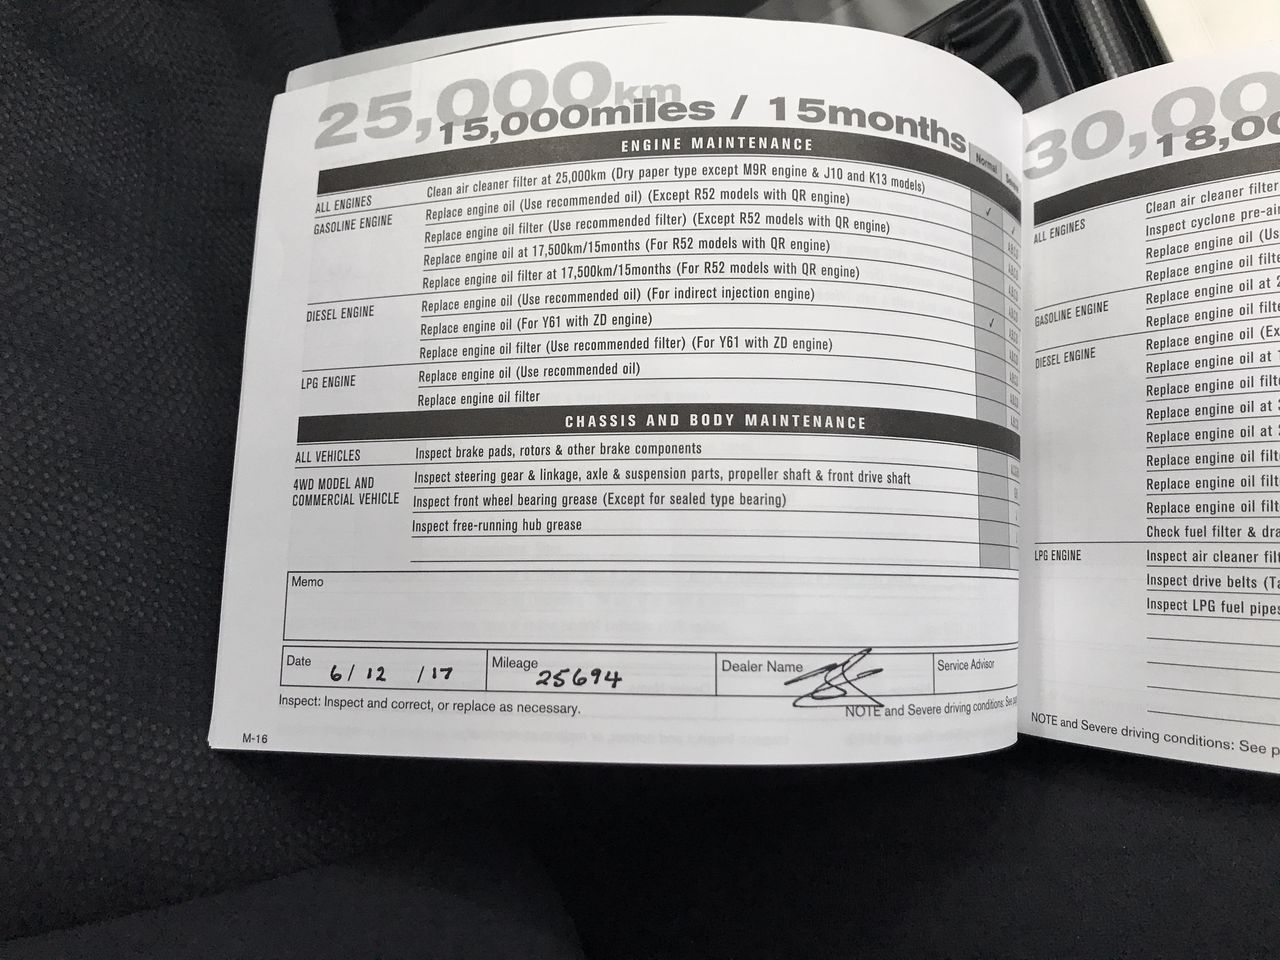 25,000km
15,000miles / 15months
ENGINE MAINTENANCE
Normal
ALL ENGINES
Clean air cleaner filter at 25,000km (Dry paper type except M9R engine & J10 and K13 models)
✓
GASOLINE ENGINE
Replace engine oil (Use recommended oil) (Except R52 models with QR engine)
Replace engine oil filter (Use recommended filter) (Except R52 models with QR engine)
Replace engine oil at 17,500km/15months (For R52 models with QR engine)
Replace engine oil filter at 17,500km/15months (For R52 models with QR engine)
DIESEL ENGINE
Replace engine oil (Use recommended oil) (For indirect injection engine)
Replace engine oil (For Y61 with ZD engine)
✓
Replace engine oil filter (Use recommended filter) (For Y61 with ZD engine)
LPG ENGINE
Replace engine oil (Use recommended oil)
Replace engine oil filter
CHASSIS AND BODY MAINTENANCE
ALL VEHICLES
Inspect brake pads, rotors & other brake components
4WD MODEL AND
COMMERCIAL VEHICLE
Inspect steering gear & linkage, axle & suspension parts, propeller shaft & front drive shaft
Inspect front wheel bearing grease (Except for sealed type bearing)
Inspect free-running hub grease
Memo
Date 6/ 12 /17
Mileage 25694
Dealer Name
Service Advisor
Inspect: Inspect and correct, or replace as necessary.
NOTE and Severe driving conditions: See
M-16
30,00
18,00
ALL ENGINES
Clean air cleaner filter
Inspect cyclone pre-air
Replace engine oil (Us
Replace engine oil filte
GASOLINE ENGINE
Replace engine oil at 2
Replace engine oil filte
DIESEL ENGINE
Replace engine oil (Ex
Replace engine oil at 1
Replace engine oil filt
Replace engine oil at 2
Replace engine oil at 2
Replace engine oil filt
Replace engine oil filt
Replace engine oil filt
Check fuel filter & dra
LPG ENGINE
Inspect air cleaner filt
Inspect drive belts (Ta
Inspect LPG fuel pipes
NOTE and Severe driving conditions: See p